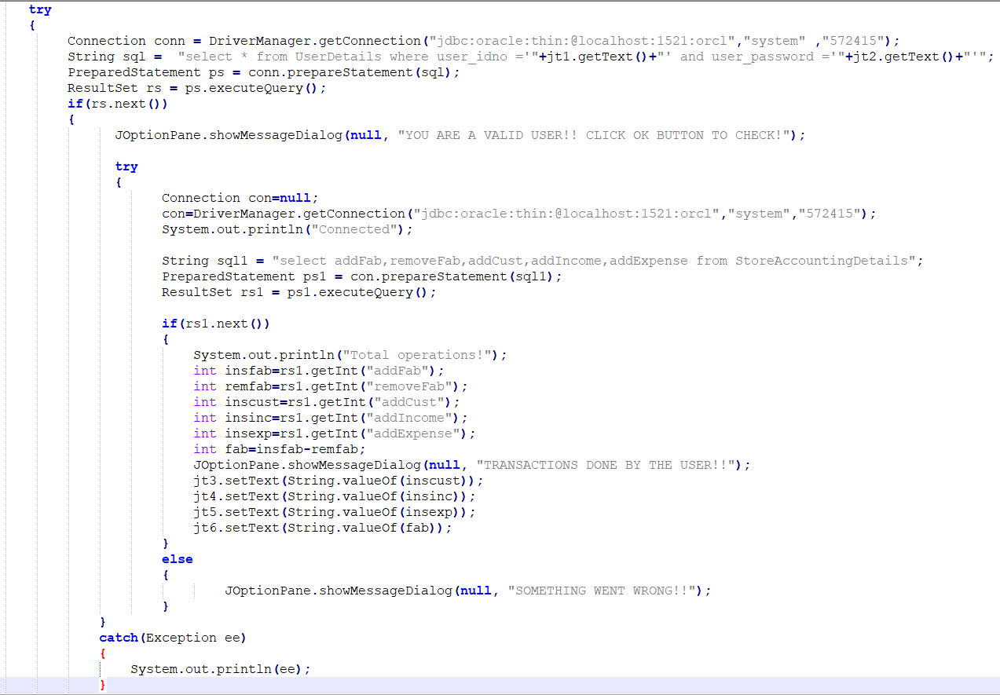 try
{
Connection conn = DriverManager.getConnection("jdbc:oracle:thin:@localhost:1521:orcl","system" ,"572415");
String sql =  "select * from UserDetails where user_idno ='"+jt1.getText()+"' and user_password ='"+jt2.getText()+"'";
PreparedStatement ps = conn.prepareStatement(sql);
ResultSet rs = ps.executeQuery();
if(rs.next())
{
JOptionPane.showMessageDialog(null, "YOU ARE A VALID USER!! CLICK OK BUTTON TO CHECK!");
try
{
Connection con=null;
con=DriverManager.getConnection("jdbc:oracle:thin:@localhost:1521:orcl","system","572415");
System.out.println("Connected");
String sql1 = "select addFab,removeFab,addCust,addIncome,addExpense from StoreAccountingDetails";
PreparedStatement ps1 = con.prepareStatement(sql1);
ResultSet rs1 = ps1.executeQuery();
if(rs1.next())
{
System.out.println("Total operations!");
int insfab=rs1.getInt("addFab");
int remfab=rs1.getInt("removeFab");
int inscust=rs1.getInt("addCust");
int insinc=rs1.getInt("addIncome");
int insexp=rs1.getInt("addExpense");
int fab=insfab-remfab;
JOptionPane.showMessageDialog(null, "TRANSACTIONS DONE BY THE USER!!");
jt3.setText(String.valueOf(inscust));
jt4.setText(String.valueOf(insinc));
jt5.setText(String.valueOf(insexp));
jt6.setText(String.valueOf(fab));
}
else
{
JOptionPane.showMessageDialog(null, "SOMETHING WENT WRONG!!");
}
}
catch(Exception ee)
{
System.out.println(ee);
}